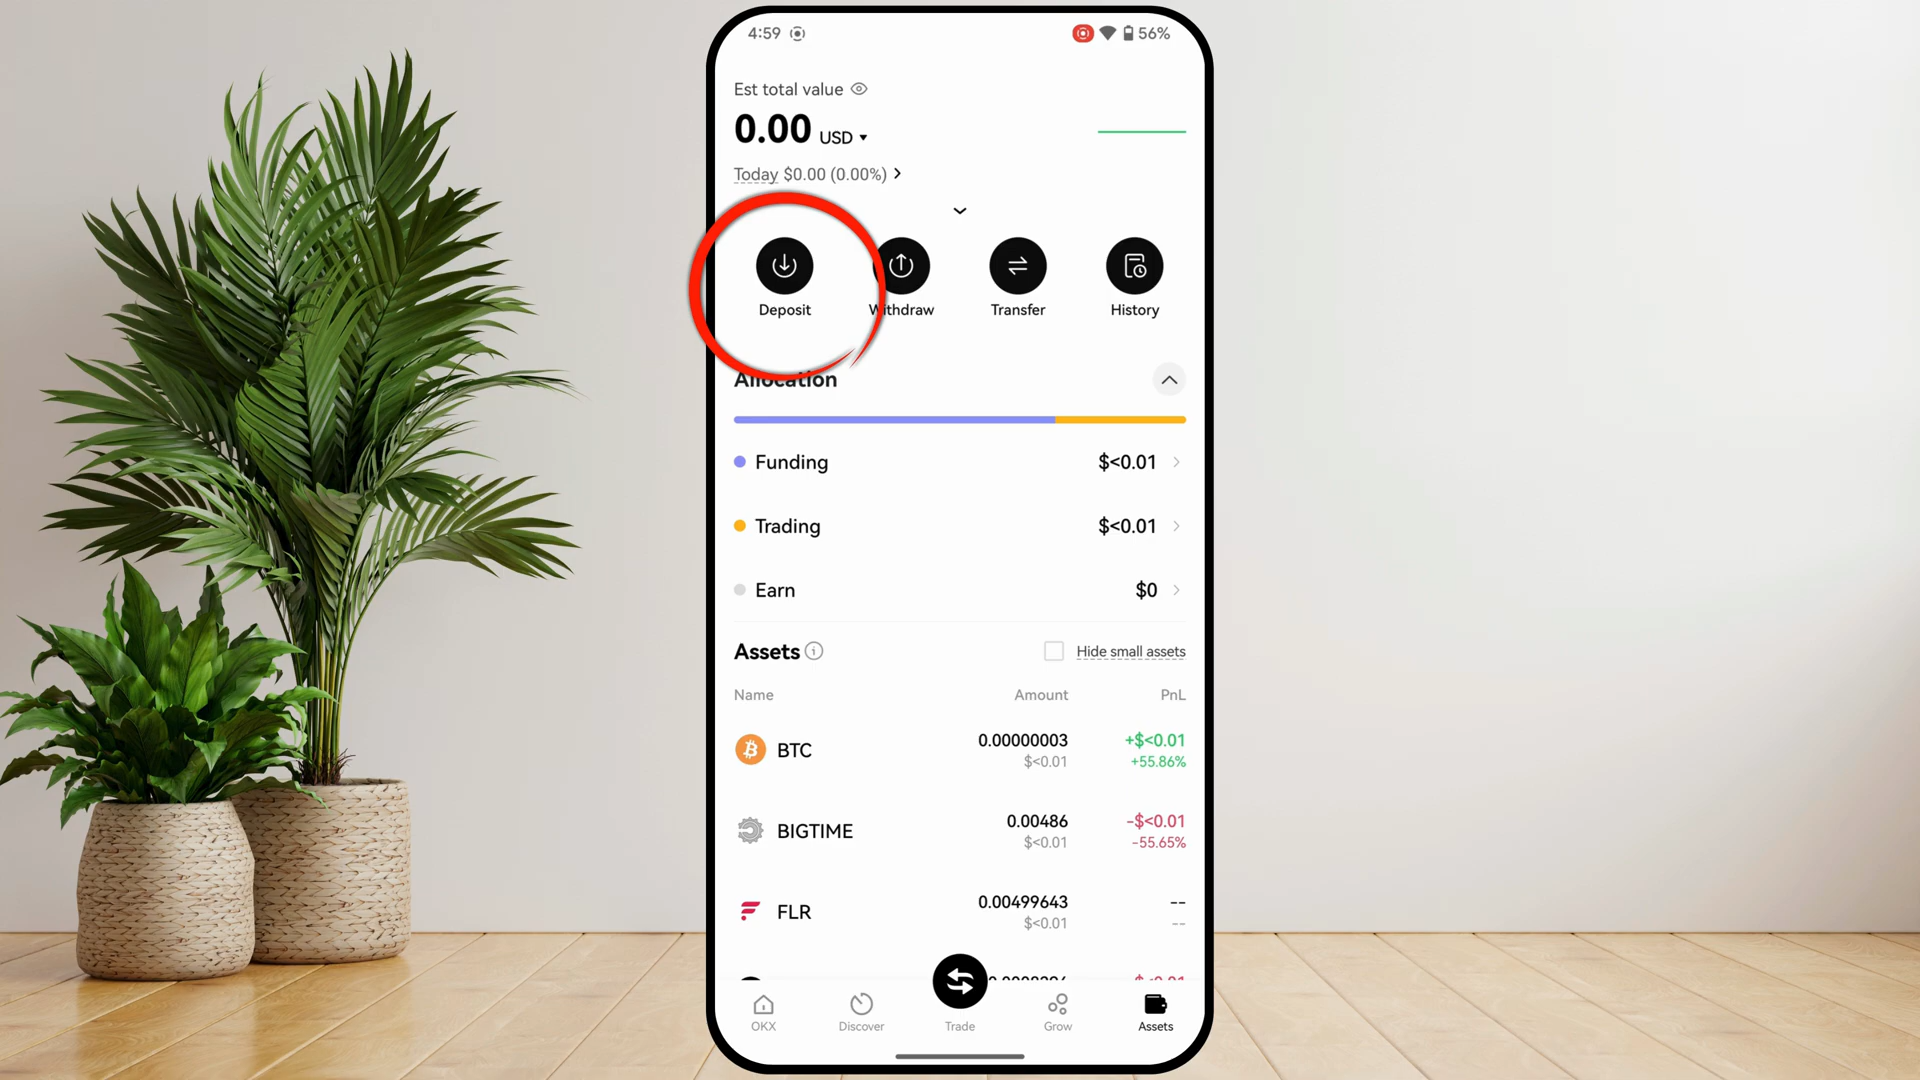 4:59
56%
Est total value
0.00 USD
Today $0.00 (0.00%)
Deposit
Withdraw
Transfer
History
Allocation
Funding $<0.01
Trading $<0.01
Earn $0
Assets
Hide small assets
Name Amount PnL
BTC 0.00000003 +$<0.01
$<0.01 +55.86%
BIGTIME 0.00486 -$<0.01
$<0.01 -55.65%
FLR 0.00499643 --
$<0.01 --
OKX
Discover
Trade
Grow
Assets